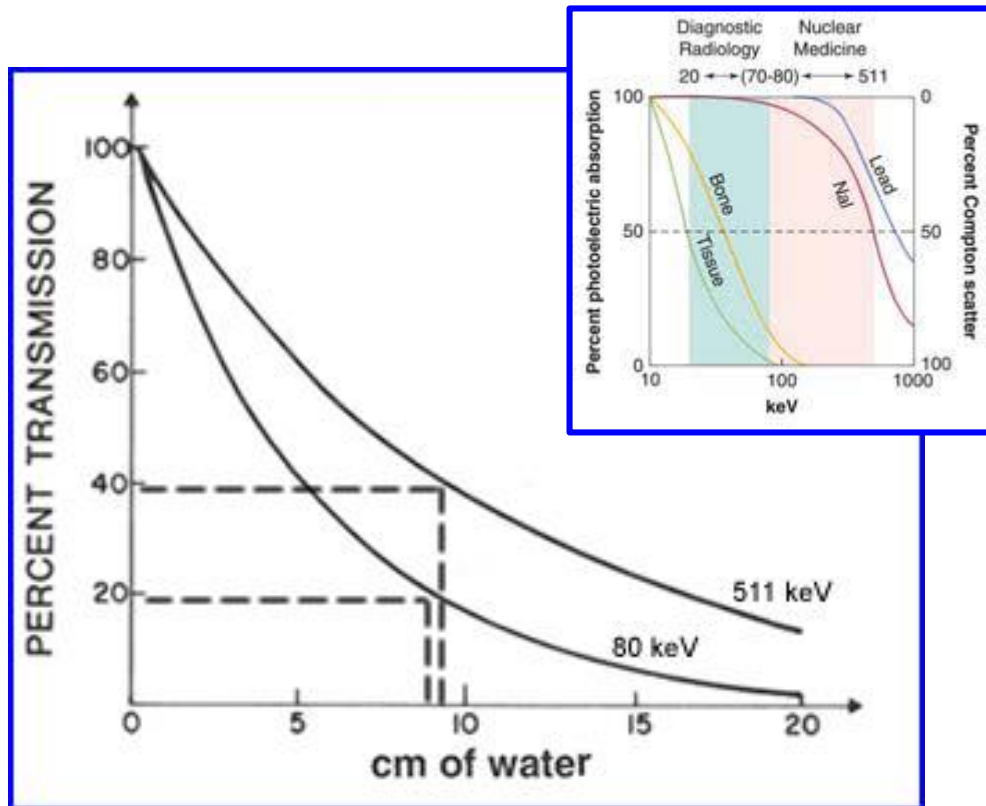 Diagnostic Radiology
Nuclear Medicine
20 ↔ (70-80) ↔ 511
Percent photoelectric absorption
100
50
0
Bone
Tissue
NaI
Lead
0
50
100
Percent Compton scatter
10
100
1000
keV
PERCENT TRANSMISSION
100
80
60
40
20
511 keV
80 keV
0
5
10
15
20
cm of water